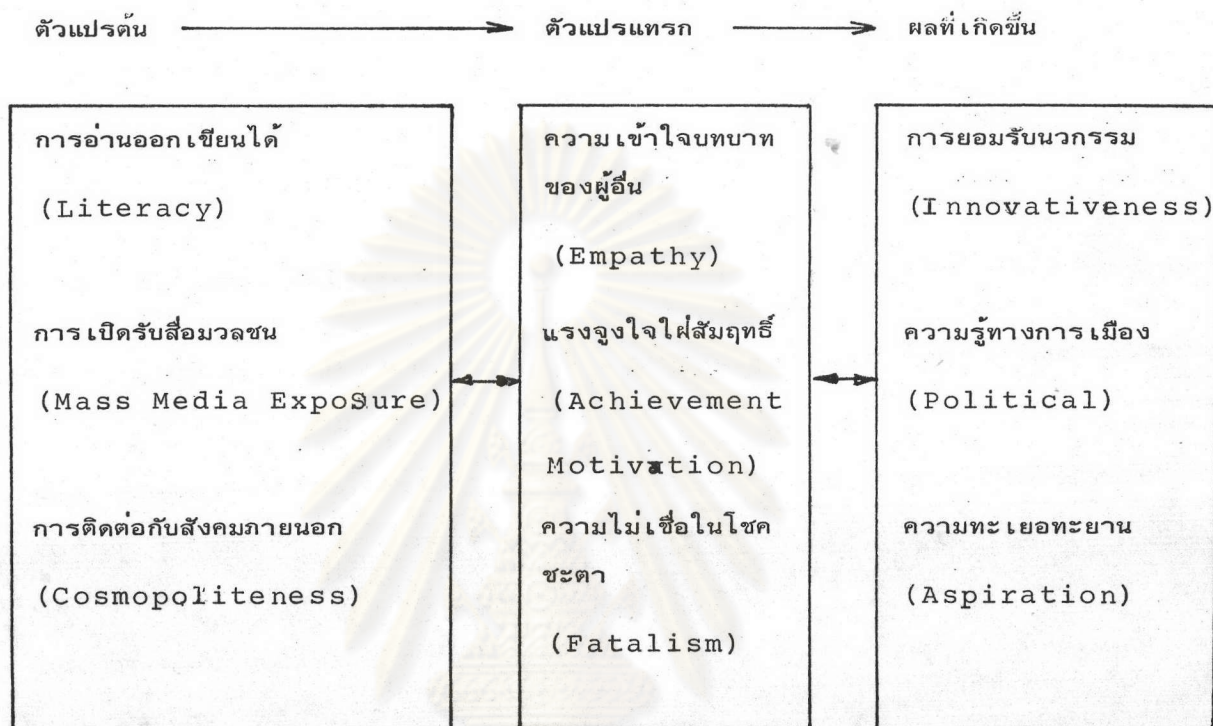 ตัวแปรต้น ตัวแปรแทรก ผลที่เกิดขึ้น
การอ่านออกเขียนได้
(Literacy)
การเปิดรับสื่อมวลชน
(Mass Media Exposure)
การติดต่อกับสังคมภายนอก
(Cosmopoliteness)
ความเข้าใจบทบาท
ของผู้อื่น
(Empathy)
แรงจูงใจใฝ่สัมฤทธิ์
(Achievement
Motivation)
ความไม่เชื่อในโชค
ชะตา
(Fatalism)
การยอมรับนวกรรม
(Innovativeness)
ความรู้ทางการเมือง
(Political)
ความทะเยอทะยาน
(Aspiration)